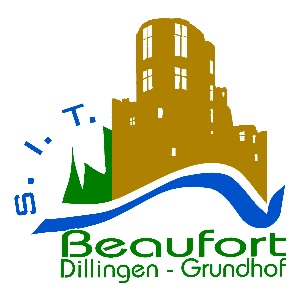 S.I.T.
Beaufort
Dillingen - Grundhof